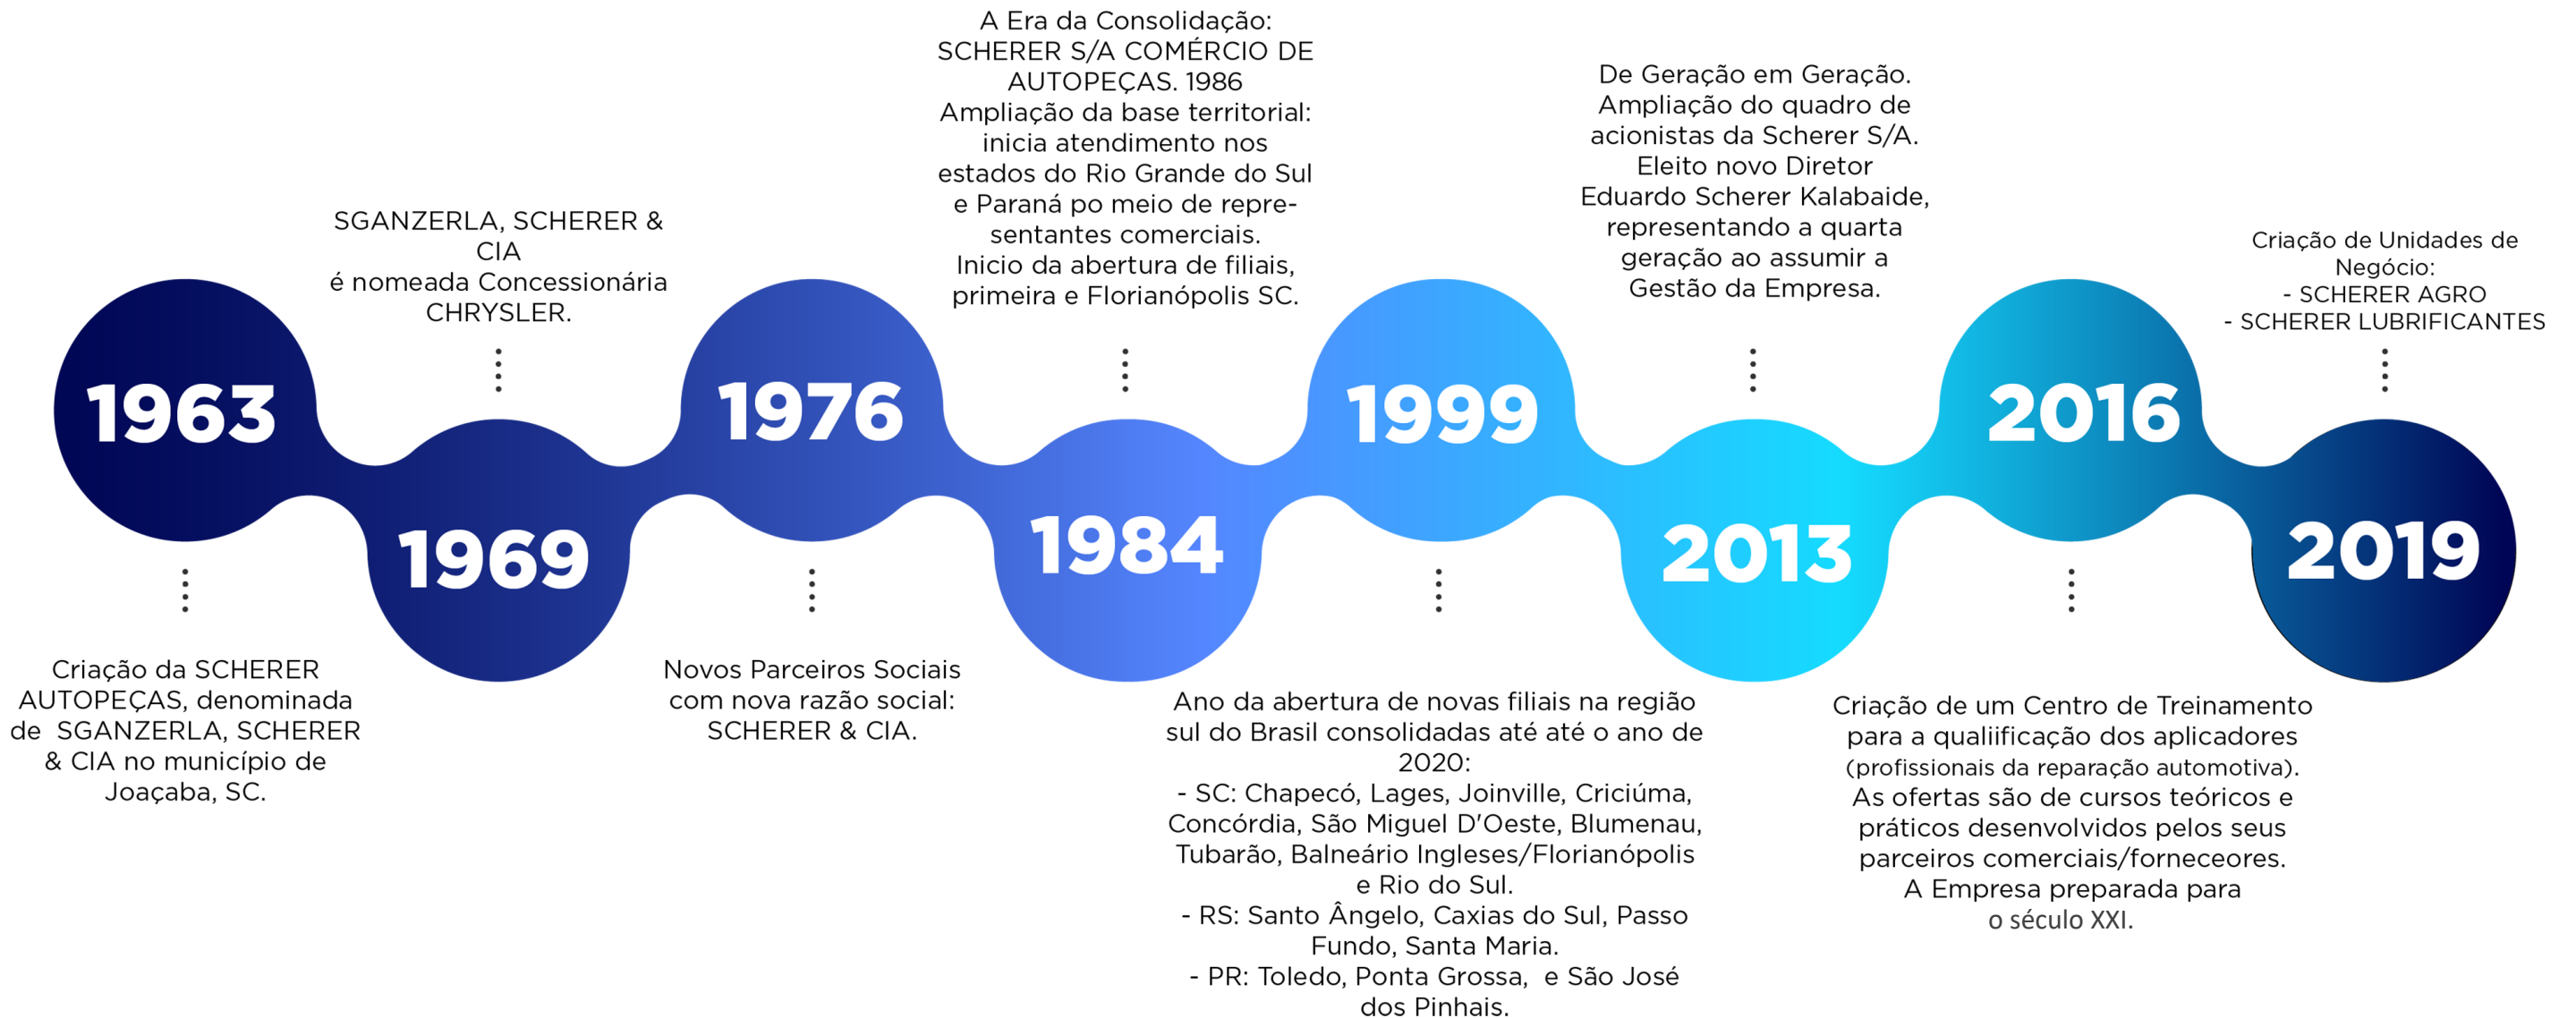 1963
Criação da SCHERER
AUTOPEÇAS, denominada
de SGANZERLA, SCHERER
& CIA no município de
Joaçaba, SC.
SGANZERLA, SCHERER &
CIA
é nomeada Concessionária
CHRYSLER.
1969
1976
Novos Parceiros Sociais
com nova razão social:
SCHERER & CIA.
A Era da Consolidação:
SCHERER S/A COMÉRCIO DE
AUTOPEÇAS. 1986
Ampliação da base territorial:
inicia atendimento nos
estados do Rio Grande do Sul
e Paraná po meio de repre-
sentantes comerciais.
Inicio da abertura de filiais,
primeira e Florianópolis SC.
1984
1999
Ano da abertura de novas filiais na região
sul do Brasil consolidadas até até o ano de
2020:
- SC: Chapecó, Lages, Joinville, Criciúma,
Concórdia, São Miguel D'Oeste, Blumenau,
Tubarão, Balneário Ingleses/Florianópolis
e Rio do Sul.
- RS: Santo Ângelo, Caxias do Sul, Passo
Fundo, Santa Maria.
- PR: Toledo, Ponta Grossa, e São José
dos Pinhais.
De Geração em Geração.
Ampliação do quadro de
acionistas da Scherer S/A.
Eleito novo Diretor
Eduardo Scherer Kalabaide,
representando a quarta
geração ao assumir a
Gestão da Empresa.
2013
2016
Criação de um Centro de Treinamento
para a qualiificação dos aplicadores
(profissionais da reparação automotiva).
As ofertas são de cursos teóricos e
práticos desenvolvidos pelos seus
parceiros comerciais/forneceores.
A Empresa preparada para
o século XXI.
Criação de Unidades de
Negócio:
- SCHERER AGRO
- SCHERER LUBRIFICANTES
2019